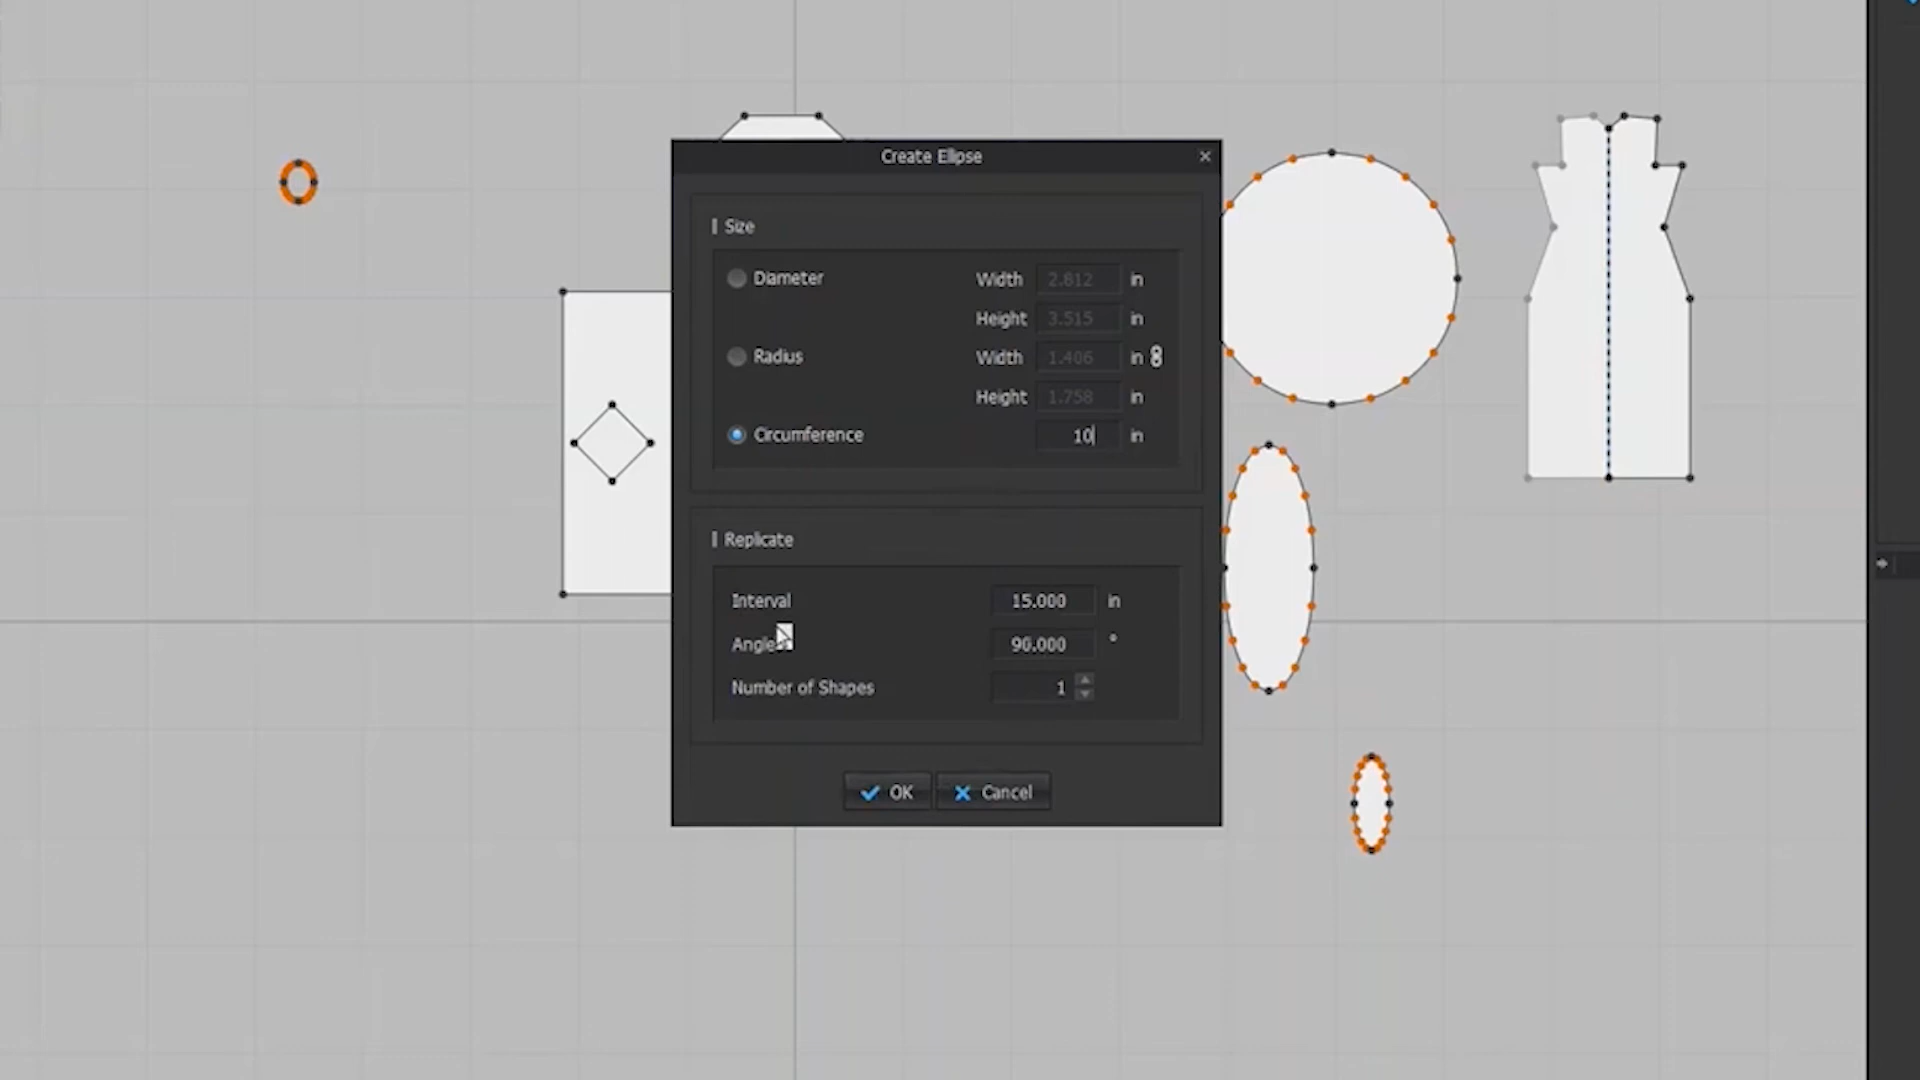 Create Ellipse
Size
Diameter Width 2.612 in
Height 3.515 in
Radius Width 1.406 in
Height 1.758 in
Circumference 10 in
Replicate
Interval 15.000 in
Angle 90.000 °
Number of Shapes 1
OK Cancel